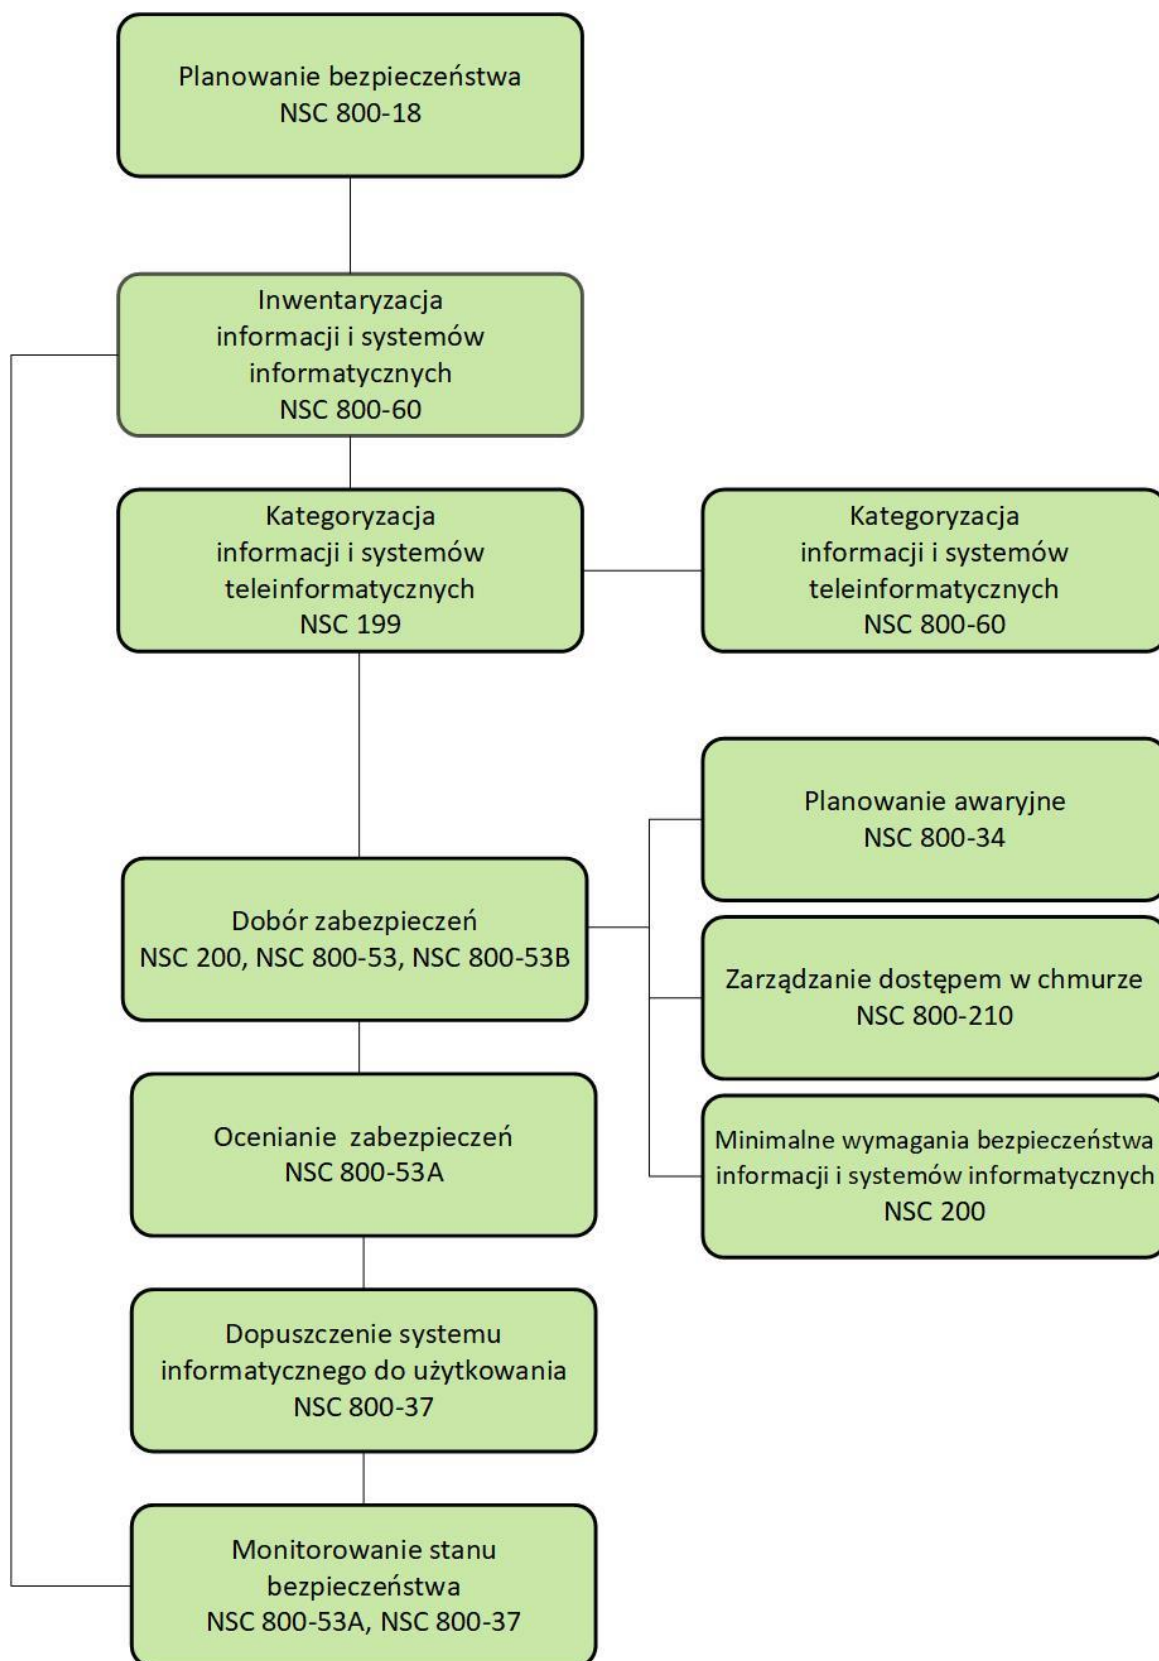 Planowanie bezpieczeństwa
NSC 800-18
Inwentaryzacja
informacji i systemów
informatycznych
NSC 800-60
Kategoryzacja
informacji i systemów
teleinformatycznych
NSC 199
Kategoryzacja
informacji i systemów
teleinformatycznych
NSC 800-60
Planowanie awaryjne
NSC 800-34
Dobór zabezpieczeń
NSC 200, NSC 800-53, NSC 800-53B
Zarządzanie dostępem w chmurze
NSC 800-210
Minimalne wymagania bezpieczeństwa
informacji i systemów informatycznych
NSC 200
Ocenianie zabezpieczeń
NSC 800-53A
Dopuszczenie systemu
informatycznego do użytkowania
NSC 800-37
Monitorowanie stanu
bezpieczeństwa
NSC 800-53A, NSC 800-37